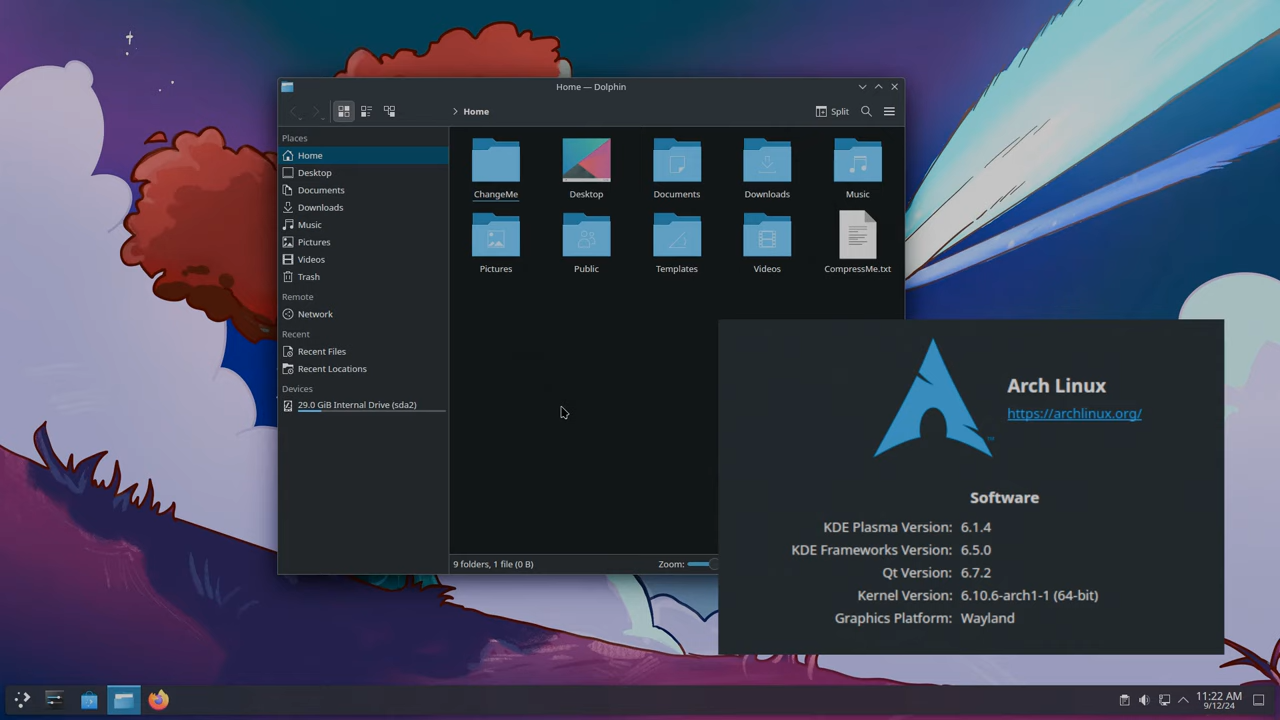 Home — Dolphin
Home
Split
Places
Home
Desktop
Documents
Downloads
Music
Pictures
Videos
Trash
Remote
Network
Recent
Recent Files
Recent Locations
Devices
29.0 GiB Internal Drive (sda2)
ChangeMe
Desktop
Documents
Downloads
Music
Pictures
Public
Templates
Videos
CompressMe.txt
9 folders, 1 file (0 B)
Zoom:
Arch Linux
https://archlinux.org/
Software
KDE Plasma Version: 6.1.4
KDE Frameworks Version: 6.5.0
Qt Version: 6.7.2
Kernel Version: 6.10.6-arch1-1 (64-bit)
Graphics Platform: Wayland
11:22 AM
9/12/24